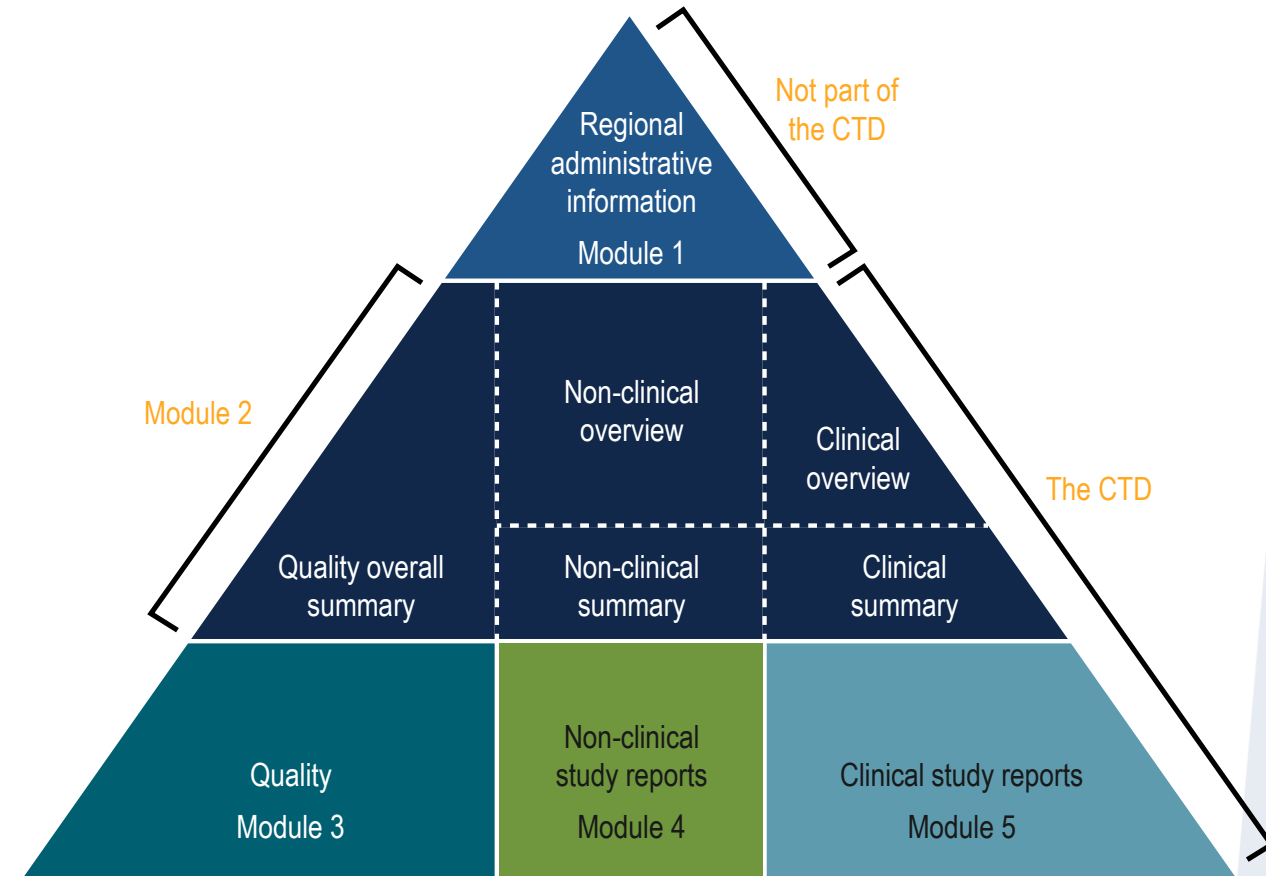 Not part of
the CTD
Regional
administrative
information
Module 1
Module 2
Non-clinical
overview
Clinical
overview
The CTD
Quality overall
summary
Non-clinical
summary
Clinical
summary
Quality
Module 3
Non-clinical
study reports
Module 4
Clinical study reports
Module 5